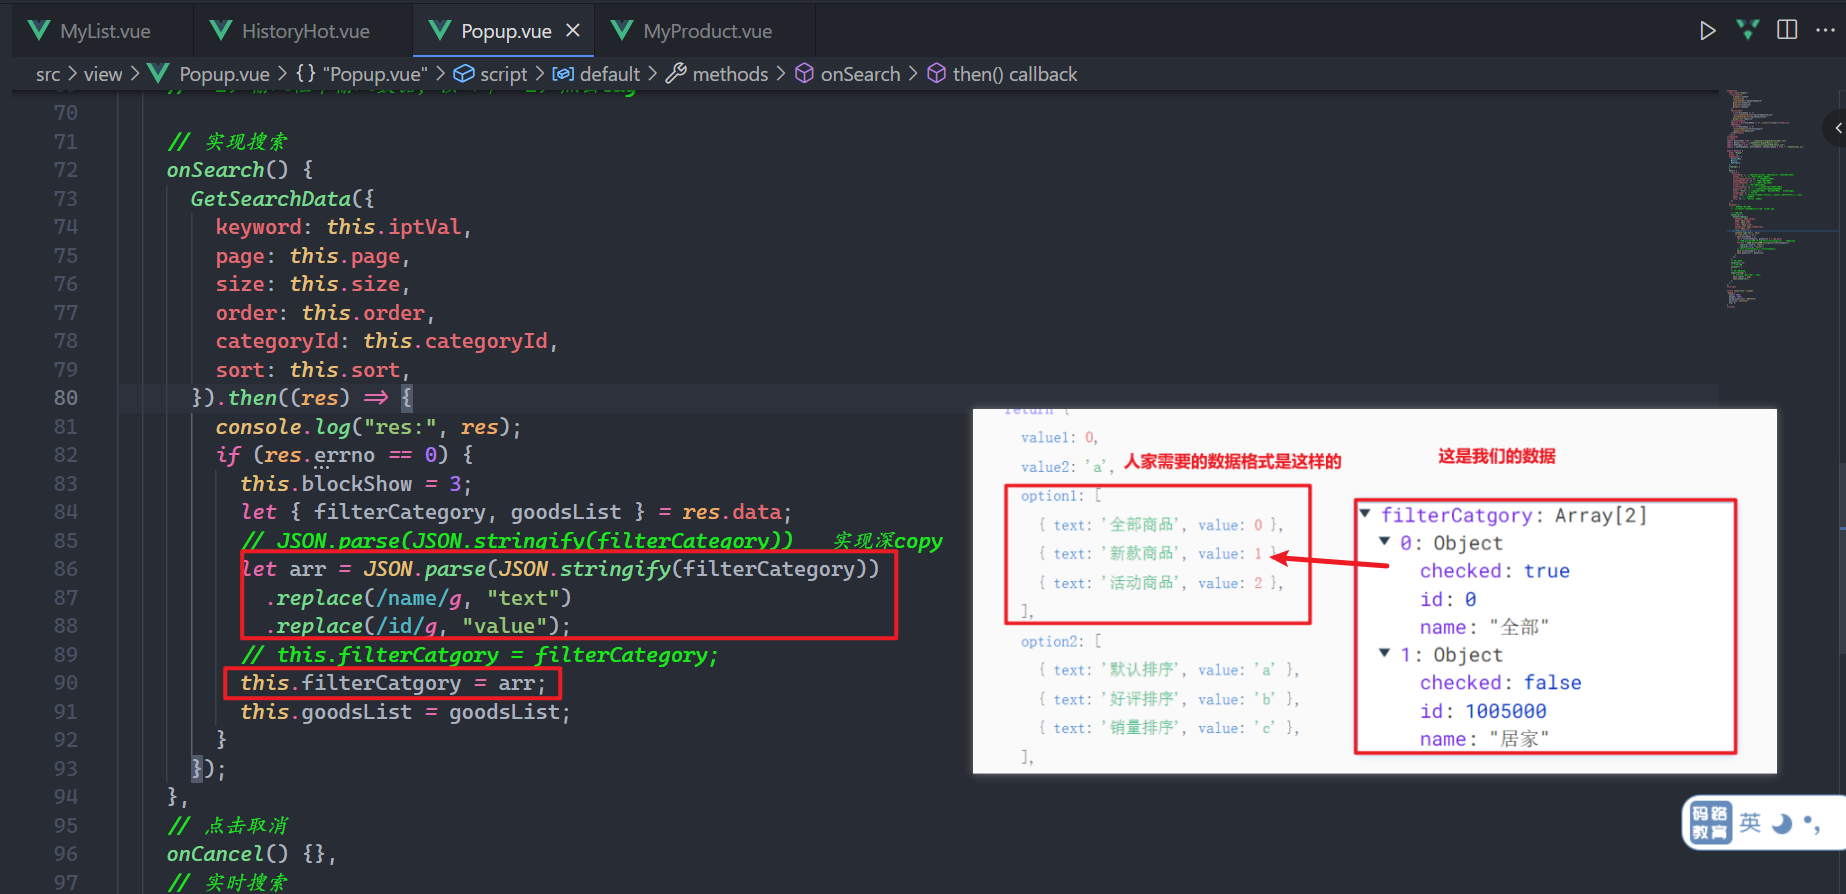 MyList.vue HistoryHot.vue Popup.vue MyProduct.vue
src > view > Popup.vue > {} "Popup.vue" > script > default > methods > onSearch > then() callback
70
71 // 实现搜索
72 onSearch() {
73 GetSearchData({
74 keyword: this.iptVal,
75 page: this.page,
76 size: this.size,
77 order: this.order,
78 categoryId: this.categoryId,
79 sort: this.sort,
80 }).then((res) => {
81 console.log("res:", res);
82 if (res.errno == 0) {
83 this.blockShow = 3;
84 let { filterCategory, goodsList } = res.data;
85 // JSON.parse(JSON.stringify(filterCategory)) 实现深copy
86 let arr = JSON.parse(JSON.stringify(filterCategory))
87 .replace(/name/g, "text")
88 .replace(/id/g, "value");
89 // this.filterCatgory = filterCategory;
90 this.filterCatgory = arr;
91 this.goodsList = goodsList;
92 }
93 });
94 },
95 // 点击取消
96 onCancel() {},
97 // 实时搜索
return {
value1: 0,
value2: 'a',
人家需要的数据格式是这样的
option1: [
{ text: '全部商品', value: 0 },
{ text: '新款商品', value: 1 },
{ text: '活动商品', value: 2 },
],
option2: [
{ text: '默认排序', value: 'a' },
{ text: '好评排序', value: 'b' },
{ text: '销量排序', value: 'c' },
],
这是我们的数据
filterCatgory: Array[2]
0: Object
checked: true
id: 0
name: "全部"
1: Object
checked: false
id: 1005000
name: "居家"
码路
教育
英